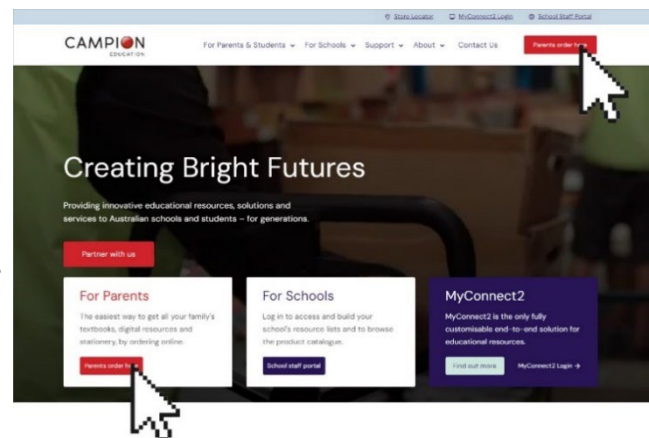 Store Locator MyConnect2 Login School Staff Portal
CAMPION
EDUCATION
For Parents & Students For Schools Support About Contact Us Parents order here
Creating Bright Futures
Providing innovative educational resources, solutions and
services to Australian schools and students – for generations.
Partner with us
For Parents
The easiest way to get all your family's
textbooks, digital resources and
stationery, by ordering online.
Parents order here
For Schools
Log in to access and build your
school's resource lists and to browse
the product catalogue.
School staff portal
MyConnect2
MyConnect2 is the only fully
customisable end-to-end solution for
educational resources.
Find out more MyConnect2 Login →